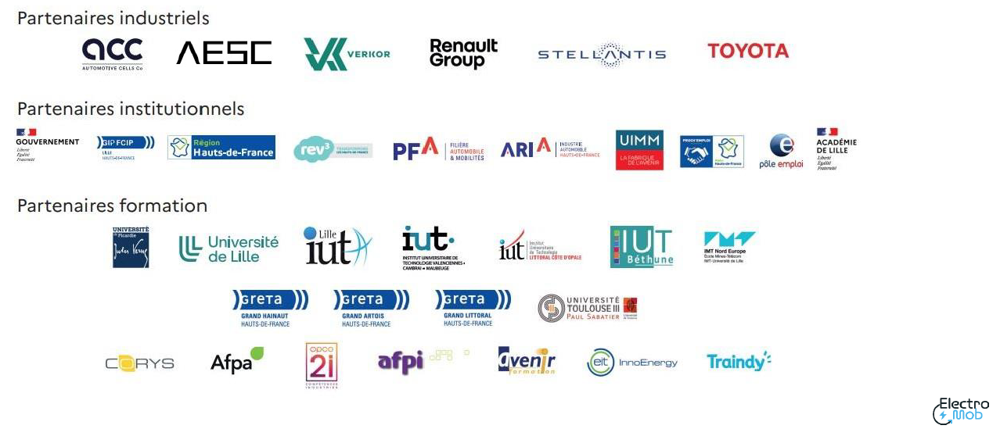 Partenaires industriels
acc
AUTOMOTIVE CELLS Co
AESC
VERKOR
Renault
Group
STELLANTIS
TOYOTA
Partenaires institutionnels
GOUVERNEMENT
Liberté
Égalité
Fraternité
GIP FCIP
LILLE
HAUTS-DE-FRANCE
Région
Hauts-de-France
rev³
TRANSFORMONS
LES HAUTS-DE-FRANCE
PFA
FILIÈRE
AUTOMOBILE
& MOBILITÉS
ARIA
INDUSTRIE
AUTOMOBILE
HAUTS-DE-FRANCE
UIMM
LA FABRIQUE
DE L'AVENIR
PROCH'EMPLOI
Région
Hauts-de-France
pôle emploi
ACADÉMIE
DE LILLE
Liberté
Égalité
Fraternité
Partenaires formation
UNIVERSITÉ
de Picardie
Jules Verne
Université
de Lille
Lille
iut A
iut
INSTITUT UNIVERSITAIRE DE
TECHNOLOGIE VALENCIENNES •
CAMBRAI • MAUBEUGE
iut
Institut
Universitaire
de Technologie
LITTORAL CÔTE D'OPALE
IUT
Béthune
IMT
IMT Nord Europe
École Mines-Télécom
IMT-Université de Lille
GRETA
GRAND HAINAUT
HAUTS-DE-FRANCE
GRETA
GRAND ARTOIS
HAUTS-DE-FRANCE
GRETA
GRAND LITTORAL
HAUTS-DE-FRANCE
UNIVERSITÉ
TOULOUSE III
PAUL SABATIER
CORYS
Afpa
opco
2i
COMPÉTENCES
INDUSTRIES
afpi
avenir
formation
eit InnoEnergy
Traindy
Electro
Mob